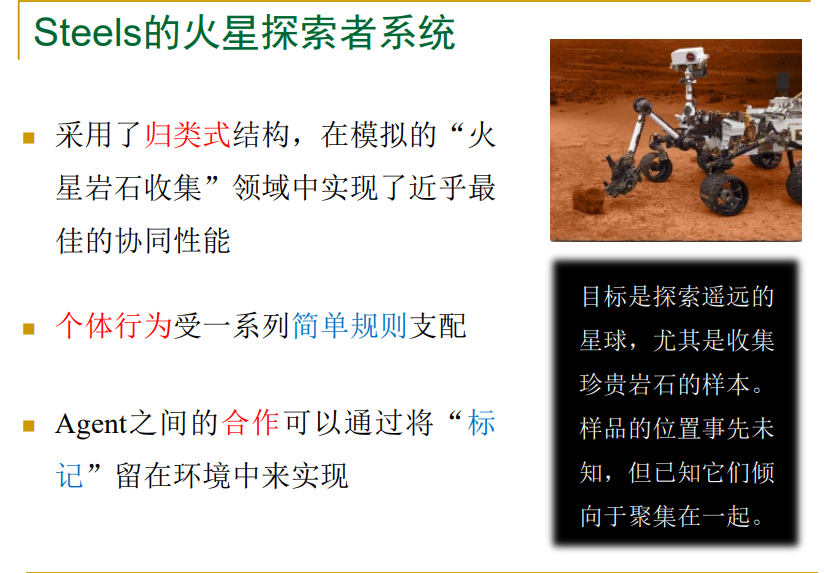 Steels的火星探索者系统
采用了归类式结构，在模拟的“火
星岩石收集”领域中实现了近乎最
佳的协同性能
个体行为受一系列简单规则支配
Agent之间的合作可以通过将“标
记”留在环境中来实现
目标是探索遥远的
星球，尤其是收集
珍贵岩石的样本。
样品的位置事先未
知，但已知它们倾
向于聚集在一起。